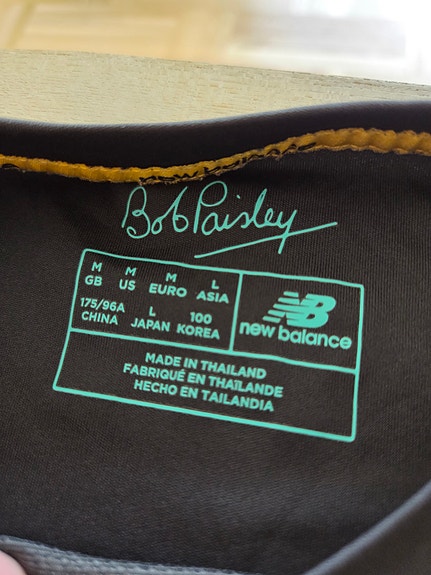 Bob Paisley
M M M L
GB US EURO ASIA
175/96A L 100
CHINA JAPAN KOREA
NB
new balance
MADE IN THAILAND
FABRIQUÉ EN THAÏLANDE
HECHO EN TAILANDIA